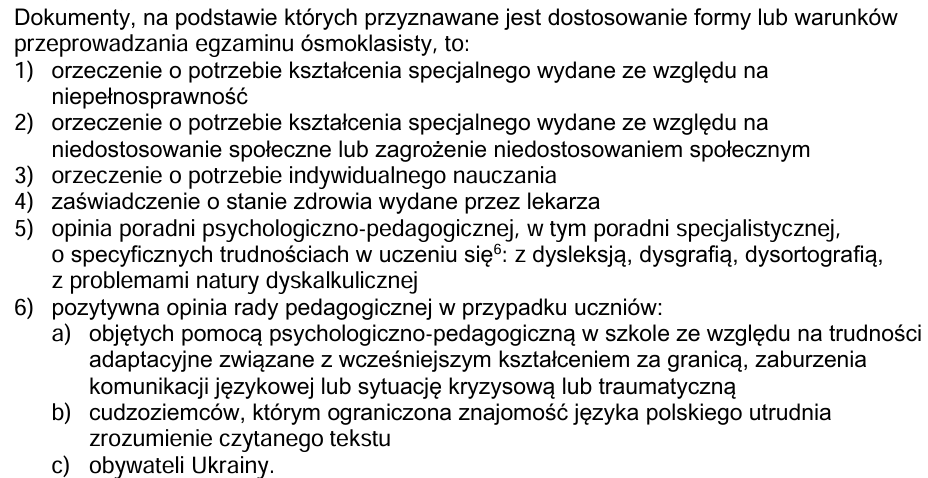 Dokumenty, na podstawie których przyznawane jest dostosowanie formy lub warunków
przeprowadzania egzaminu ósmoklasisty, to:
1) orzeczenie o potrzebie kształcenia specjalnego wydane ze względu na
niepełnosprawność
2) orzeczenie o potrzebie kształcenia specjalnego wydane ze względu na
niedostosowanie społeczne lub zagrożenie niedostosowaniem społecznym
3) orzeczenie o potrzebie indywidualnego nauczania
4) zaświadczenie o stanie zdrowia wydane przez lekarza
5) opinia poradni psychologiczno-pedagogicznej, w tym poradni specjalistycznej,
o specyficznych trudnościach w uczeniu się⁶: z dysleksją, dysgrafią, dysortografią,
z problemami natury dyskalkulicznej
6) pozytywna opinia rady pedagogicznej w przypadku uczniów:
a) objętych pomocą psychologiczno-pedagogiczną w szkole ze względu na trudności
adaptacyjne związane z wcześniejszym kształceniem za granicą, zaburzenia
komunikacji językowej lub sytuację kryzysową lub traumatyczną
b) cudzoziemców, którym ograniczona znajomość języka polskiego utrudnia
zrozumienie czytanego tekstu
c) obywateli Ukrainy.